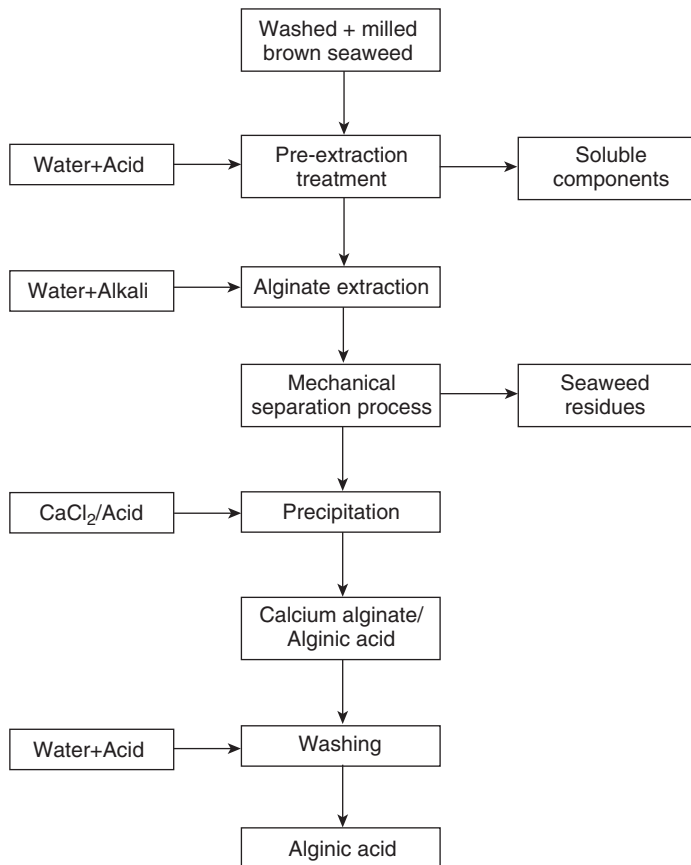 Washed + milled
brown seaweed
Water+Acid
Pre-extraction
treatment
Soluble
components
Water+Alkali
Alginate extraction
Mechanical
separation process
Seaweed
residues
CaCl₂/Acid
Precipitation
Calcium alginate/
Alginic acid
Water+Acid
Washing
Alginic acid